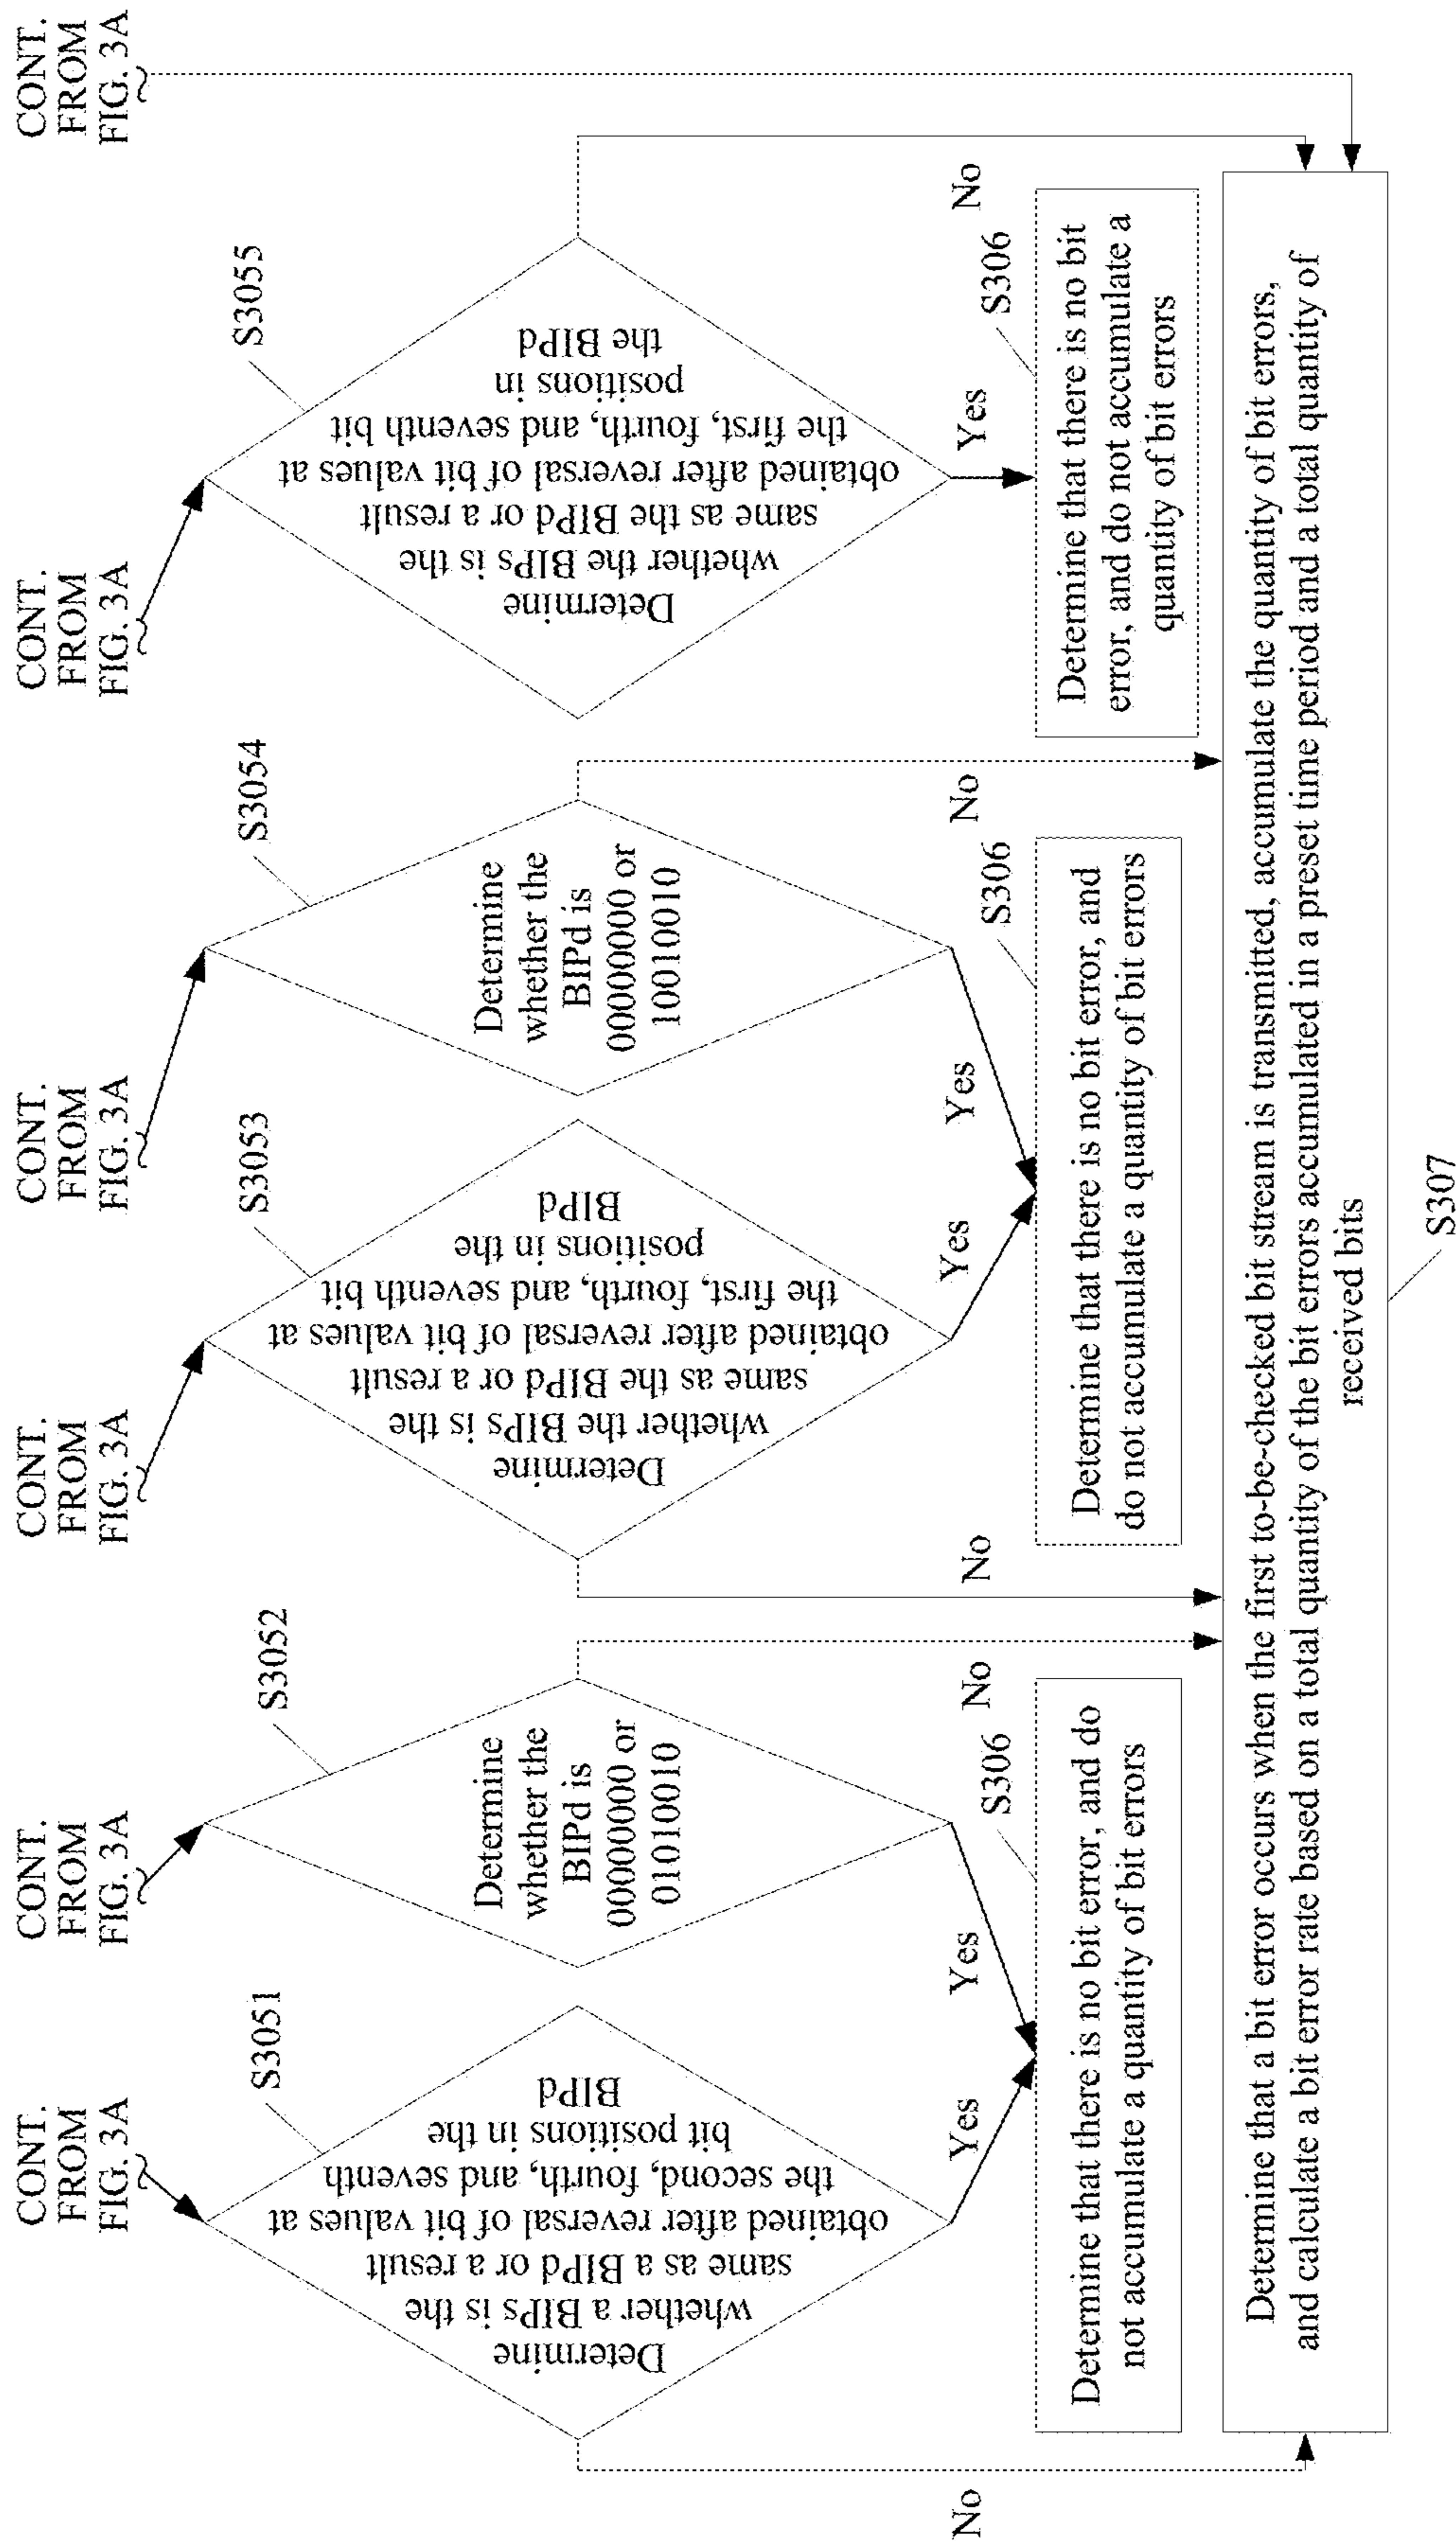 CONT.
FROM
FIG. 3A
CONT.
FROM
FIG. 3A
CONT.
FROM
FIG. 3A
CONT.
FROM
FIG. 3A
CONT.
FROM
FIG. 3A
CONT.
FROM
FIG. 3A
S3051
Determine
whether a BIPs is the
same as a BIPd or a result
obtained after reversal of bit values at
the second, fourth, and seventh
bit positions in the
BIPd
S3052
Determine
whether the
BIPd is
00000000 or
01010010
S3053
Determine
whether the BIPs is the
same as the BIPd or a result
obtained after reversal of bit values at
the first, fourth, and seventh bit
positions in the
BIPd
S3054
Determine
whether the
BIPd is
00000000 or
10010010
S3055
Determine
whether the BIPs is the
same as the BIPd or a result
obtained after reversal of bit values at
the first, fourth, and seventh bit
positions in
the BIPd
No
Yes
Yes
No
S306
Determine that there is no bit error, and do
not accumulate a quantity of bit errors
No
Yes
Yes
No
S306
Determine that there is no bit error, and
do not accumulate a quantity of bit errors
Yes
No
S306
Determine that there is no bit
error, and do not accumulate a
quantity of bit errors
Determine that a bit error occurs when the first to-be-checked bit stream is transmitted, accumulate the quantity of bit errors,
and calculate a bit error rate based on a total quantity of the bit errors accumulated in a preset time period and a total quantity of
received bits
S307